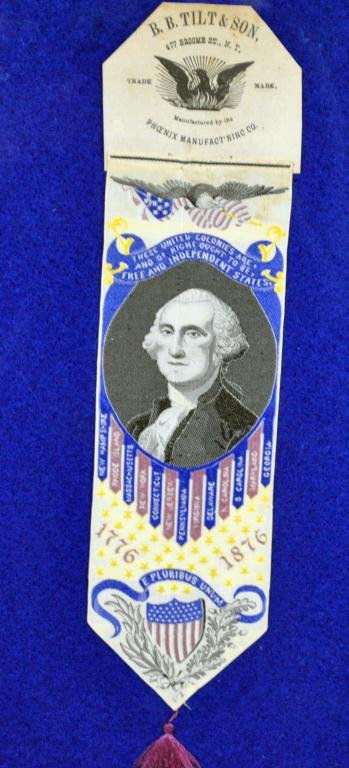 B. B. TILT & SON,
477 BROOME ST., N. Y.
TRADE MARK.
Manufactured by the
PHŒNIX MANUFACT'RING CO.
THESE UNITED COLONIES ARE,
AND OF RIGHT OUGHT TO BE,
FREE AND INDEPENDENT STATES.
NEW HAMPSHIRE
RHODE ISLAND
MASSACHUSETTS
NEW YORK
CONNECTICUT
NEW JERSEY
PENNSYLVANIA
VIRGINIA
DELAWARE
N. CAROLINA
S. CAROLINA
MARYLAND
GEORGIA
1776 1876
E PLURIBUS UNUM